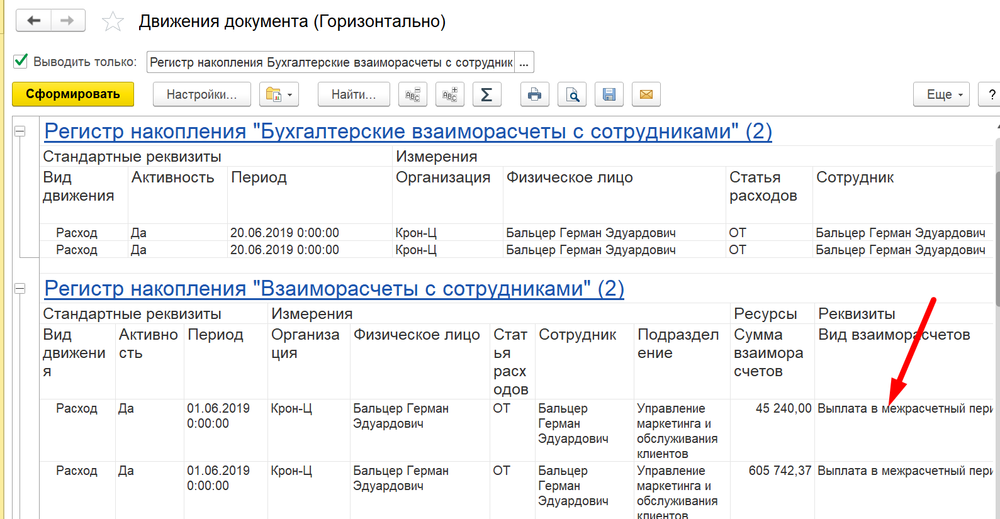 Движения документа (Горизонтально)
Выводить только: Регистр накопления Бухгалтерские взаиморасчеты с сотрудник ...
Сформировать Настройки... Найти... Еще ?
Регистр накопления "Бухгалтерские взаиморасчеты с сотрудниками" (2)
Стандартные реквизиты Измерения
Вид Активность Период Организация Физическое лицо Статья Сотрудник
движения расходов
Расход Да 20.06.2019 0:00:00 Крон-Ц Бальцер Герман Эдуардович ОТ Бальцер Герман Эдуардович
Расход Да 20.06.2019 0:00:00 Крон-Ц Бальцер Герман Эдуардович ОТ Бальцер Герман Эдуардович
Регистр накопления "Взаиморасчеты с сотрудниками" (2)
Стандартные реквизиты Измерения Ресурсы Реквизиты
Вид Активно Период Организа Физическое лицо Стат Сотрудник Подраздел Сумма Вид взаиморасчетов
движени сть ция ья ение взаимора
я расх счетов
одов
Расход Да 01.06.2019 Крон-Ц Бальцер Герман ОТ Бальцер Управление 45 240,00 Выплата в межрасчетный пери
0:00:00 Эдуардович Герман маркетинга и
Эдуардович обслуживания
клиентов
Расход Да 01.06.2019 Крон-Ц Бальцер Герман ОТ Бальцер Управление 605 742,37 Выплата в межрасчетный пери
0:00:00 Эдуардович Герман маркетинга и
Эдуардович обслуживания
клиентов